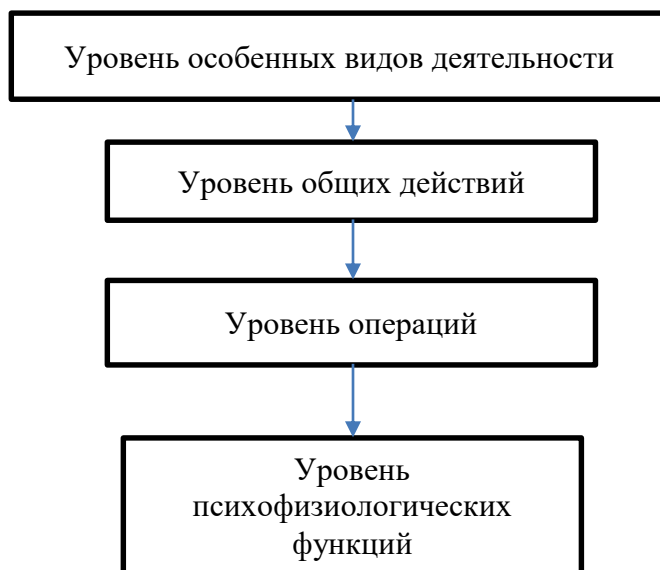 Уровень особенных видов деятельности
Уровень общих действий
Уровень операций
Уровень
психофизиологических
функций